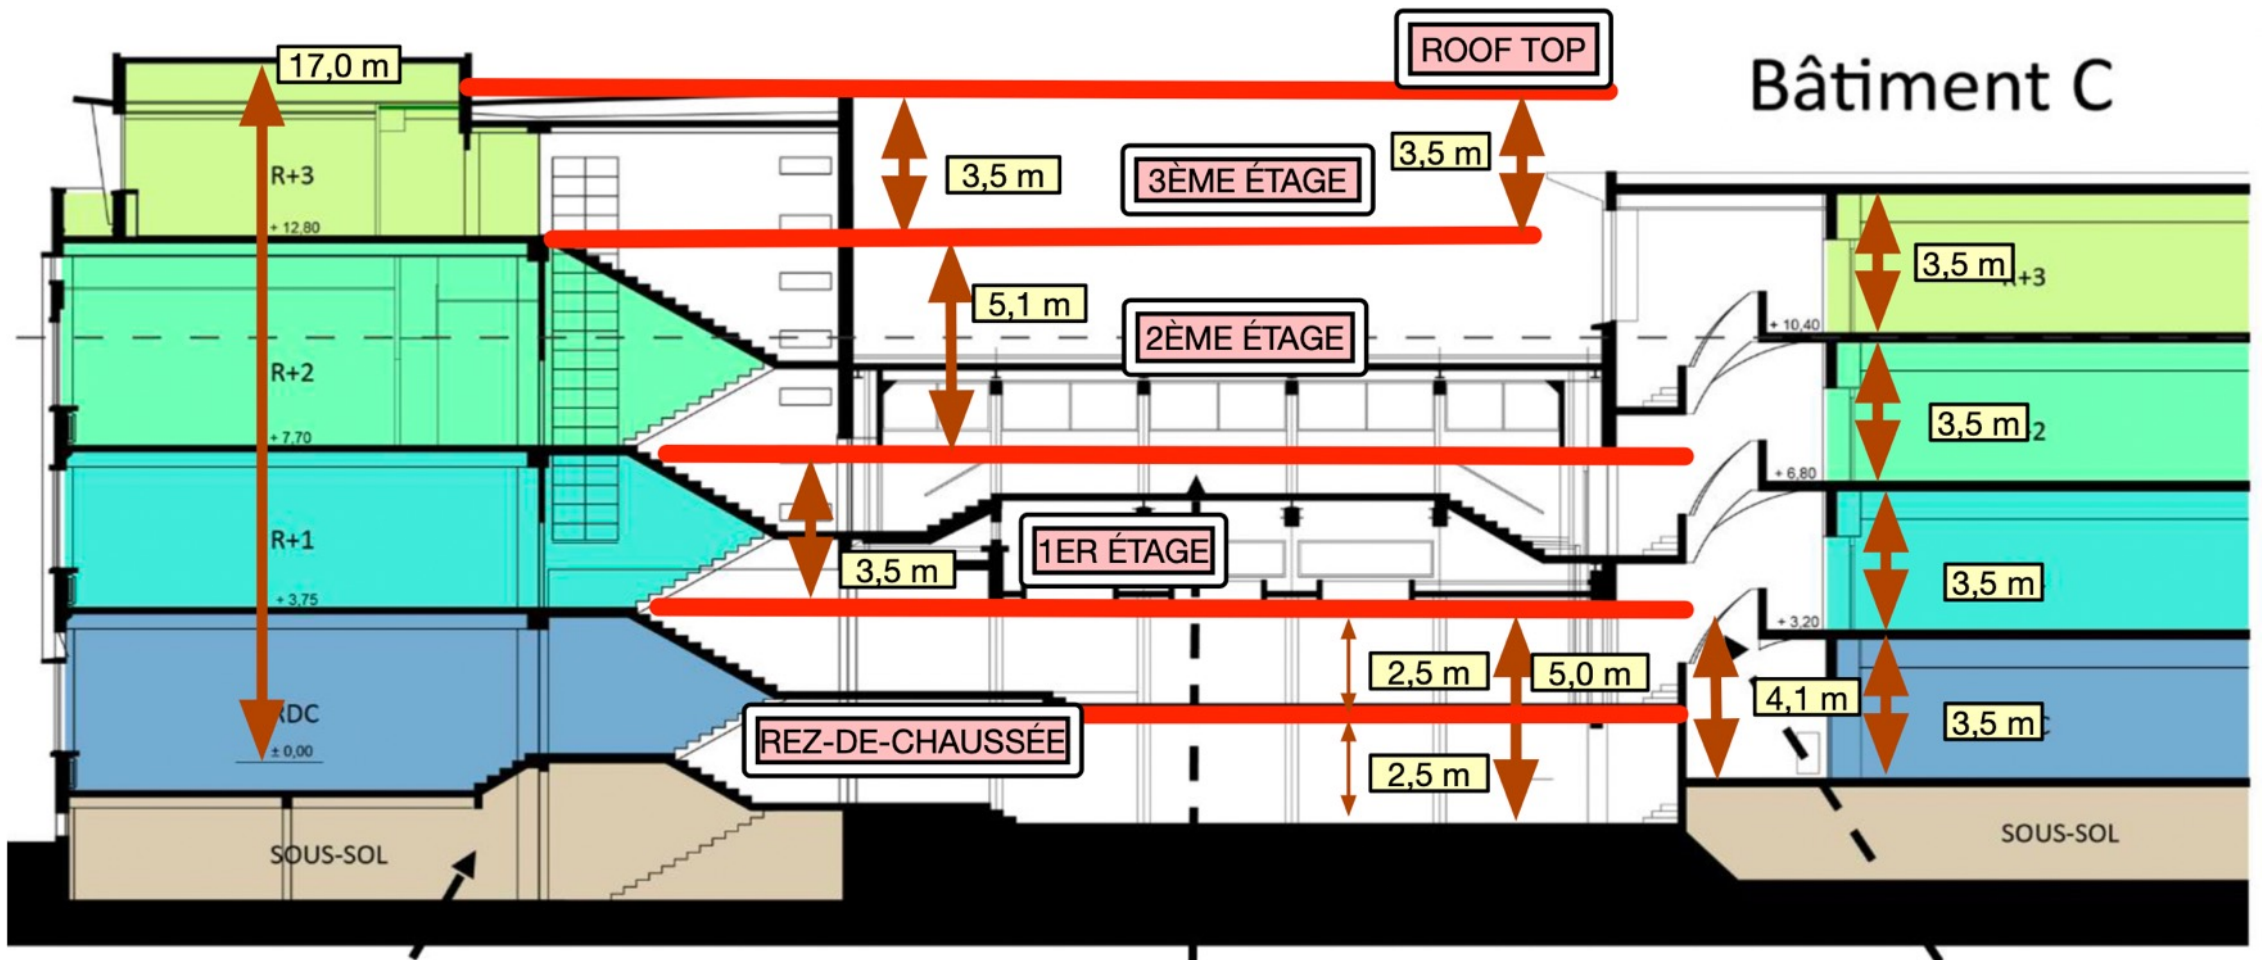 ROOF TOP
Bâtiment C
17,0 m
3,5 m
3,5 m
3ÈME ÉTAGE
R+3
+ 12,80
3,5 m
+3
5,1 m
2ÈME ÉTAGE
+ 10,40
R+2
3,5 m
2
+ 7,70
+ 6,80
R+1
1ER ÉTAGE
3,5 m
3,5 m
+ 3,75
+ 3,20
2,5 m
5,0 m
4,1 m
3,5 m
RDC
REZ-DE-CHAUSSÉE
± 0,00
2,5 m
SOUS-SOL
SOUS-SOL